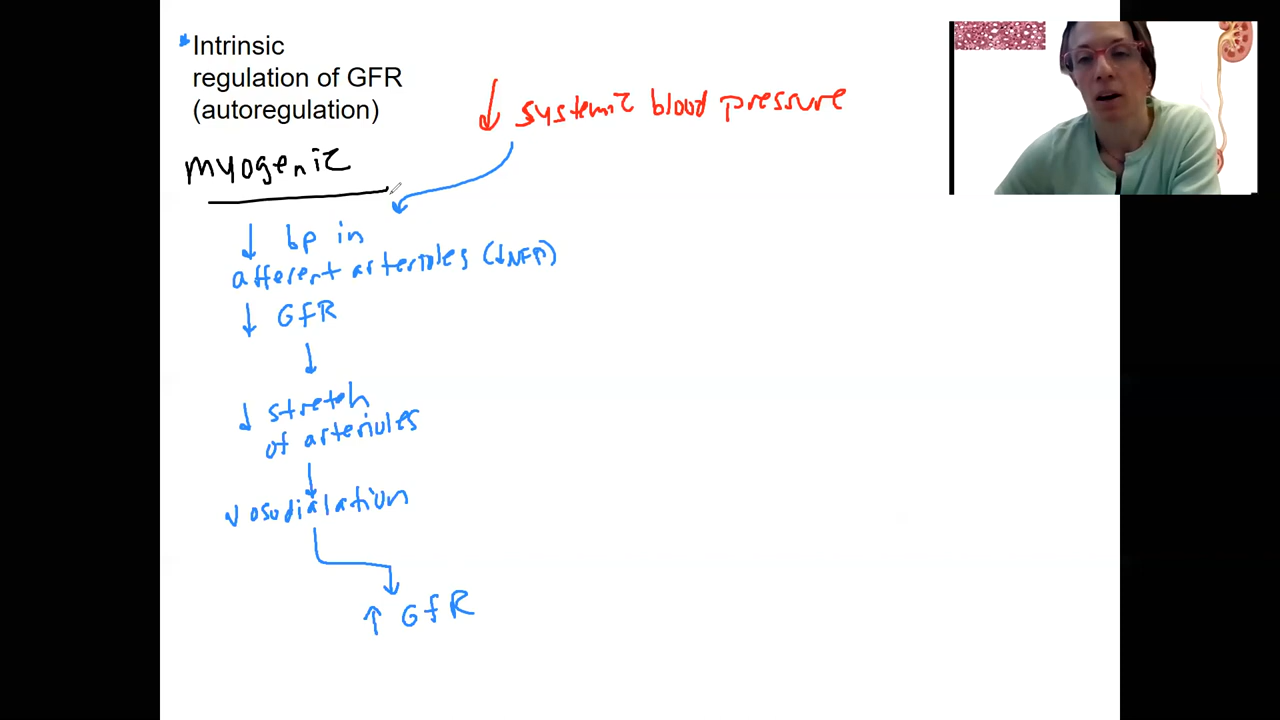 Intrinsic
regulation of GFR
(autoregulation)
↓ systemic blood pressure
myogenic
↓ bp in
afferent arterioles (↓NFP)
↓ GFR
↓
↓ stretch
of arterioles
vosodialation
↑ GFR